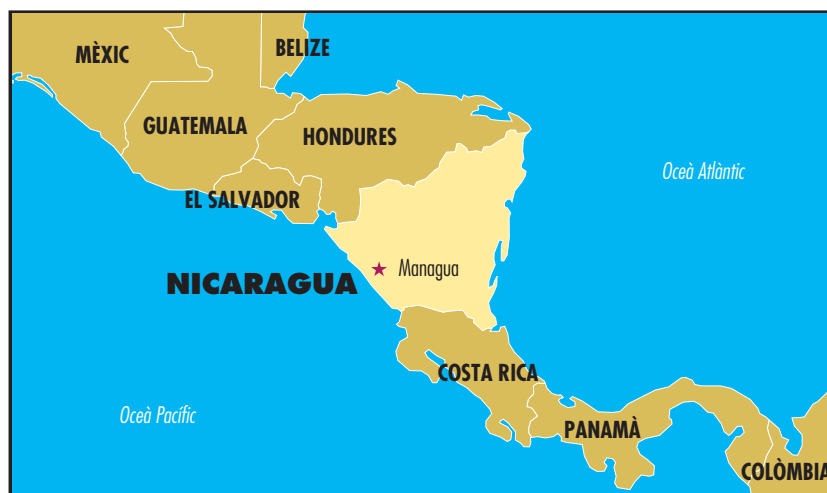 MÈXIC
BELIZE
GUATEMALA
HONDURES
Oceà Atlàntic
EL SALVADOR
Managua
NICARAGUA
COSTA RICA
Oceà Pacífic
PANAMÀ
COLÒMBIA